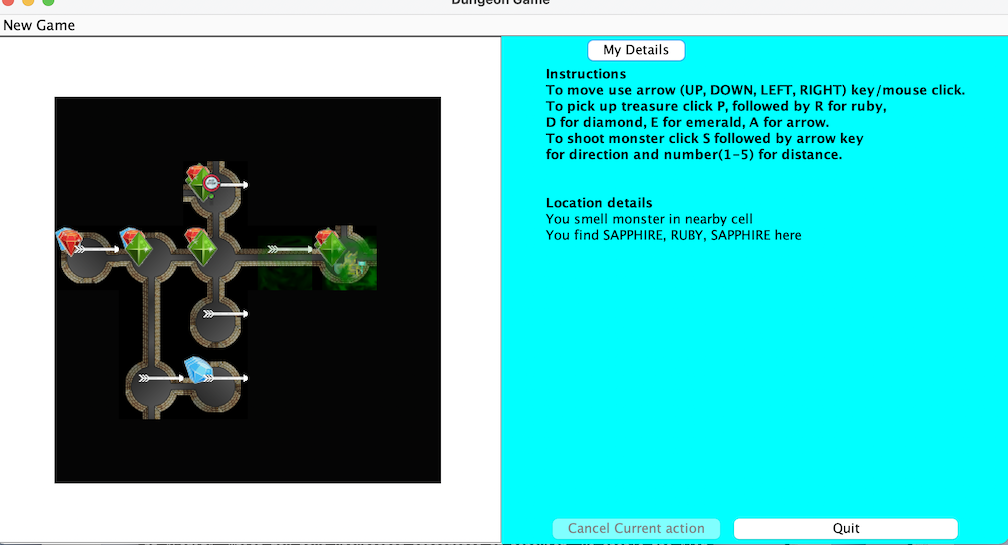 Dungeon Game
New Game
My Details
Instructions
To move use arrow (UP, DOWN, LEFT, RIGHT) key/mouse click.
To pick up treasure click P, followed by R for ruby,
D for diamond, E for emerald, A for arrow.
To shoot monster click S followed by arrow key
for direction and number(1-5) for distance.
Location details
You smell monster in nearby cell
You find SAPPHIRE, RUBY, SAPPHIRE here
Cancel Current action
Quit